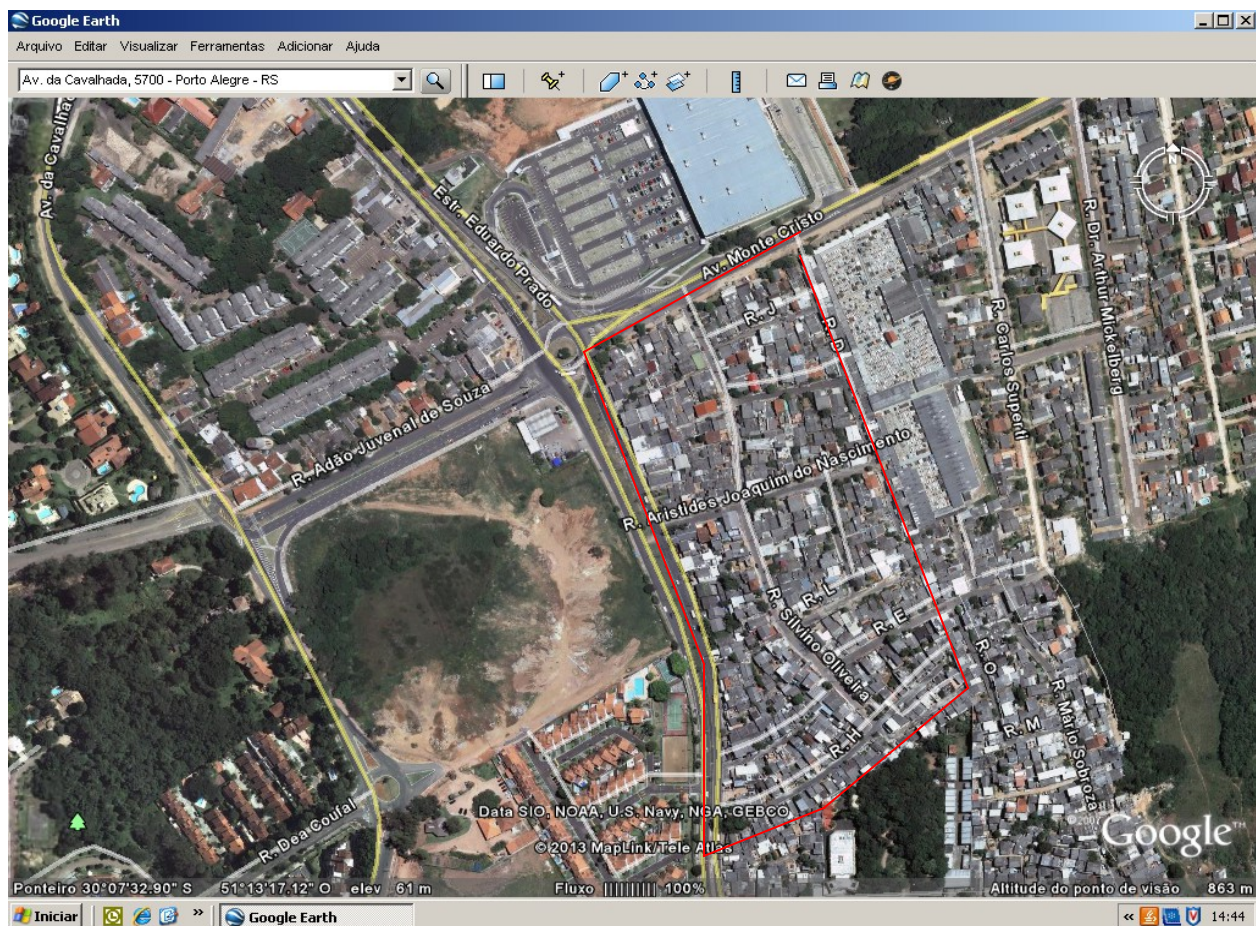 Google Earth
Arquivo Editar Visualizar Ferramentas Adicionar Ajuda
Av. da Cavalhada, 5700 - Porto Alegre - RS
Av. da Cavalhada
Estr. Eduardo Prado
Av. Monte Cristo
N
R. J
R. D
R. Carlos Superti
R. Dr. Arthur Mickelberg
R. Adão Juvenal de Souza
R. Aristides Joaquim do Nascimento
R. L
R. E
R. Silvino Oliveira
R. O
R. H
R. M
R. Mário Sobroza
R. Dea Coufal
Data SIO, NOAA, U.S. Navy, NGA, GEBCO
© 2013 MapLink/Tele Atlas
©2007 Google™
Ponteiro 30°07'32.90" S 51°13'17.12" O elev 61 m Fluxo |||||||||| 100% Altitude do ponto de visão 863 m
Iniciar » Google Earth « 14:44